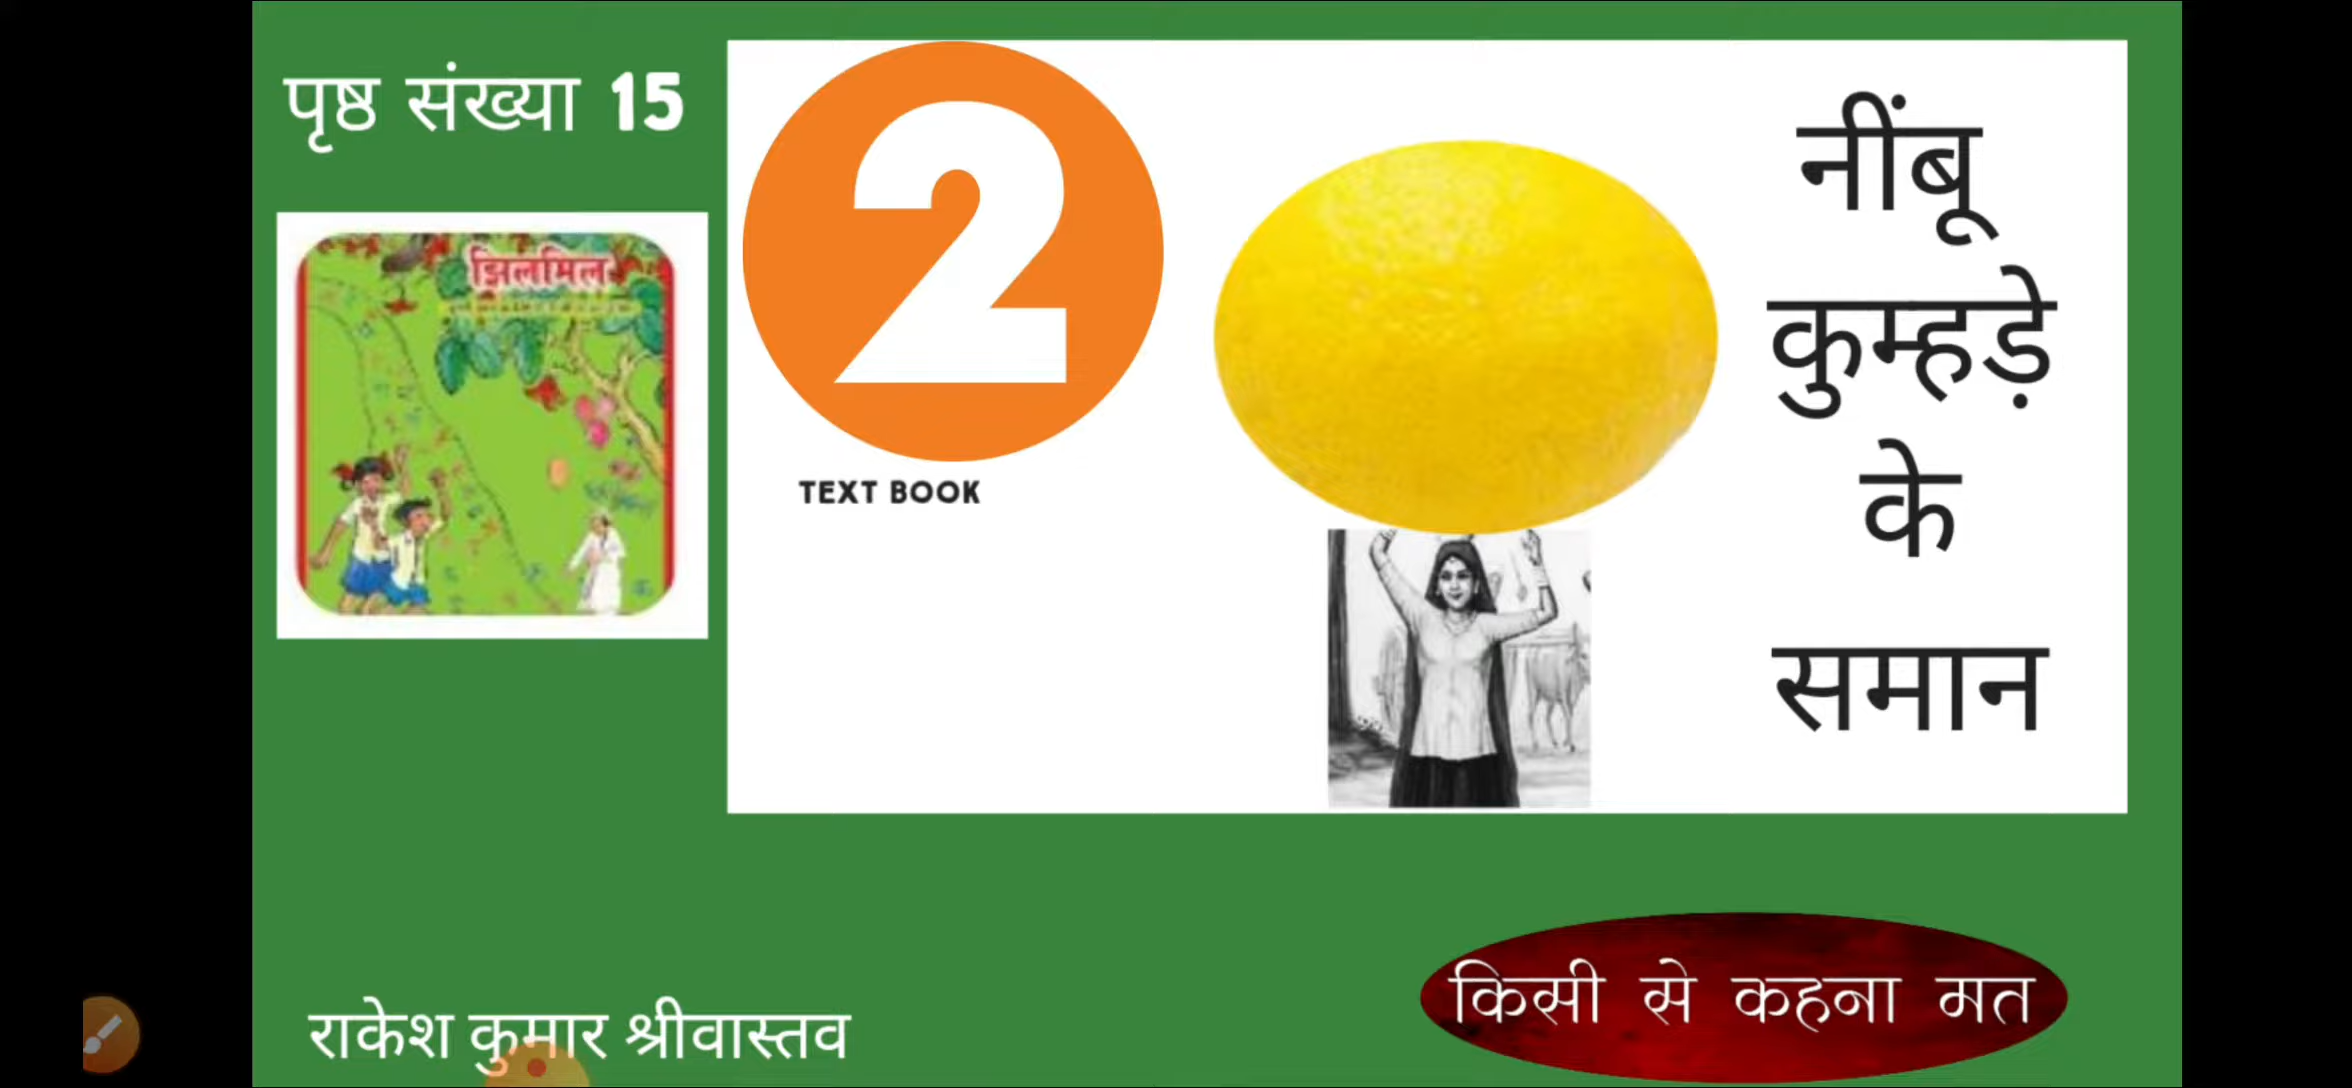 पृष्ठ संख्या 15
झिलमिल
2
TEXT BOOK
नींबू
कुम्हड़े
के
समान
किसी से कहना मत
राकेश कुमार श्रीवास्तव